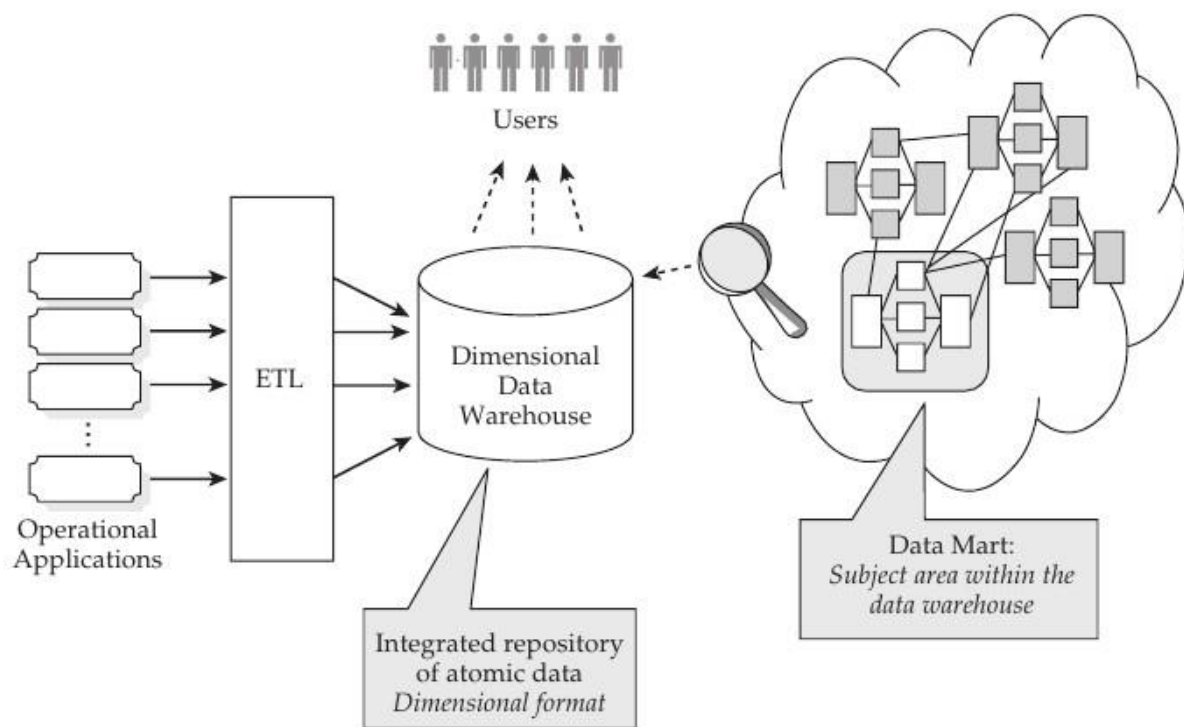 Users
ETL
Dimensional
Data
Warehouse
Operational
Applications
Data Mart:
Subject area within the
data warehouse
Integrated repository
of atomic data
Dimensional format